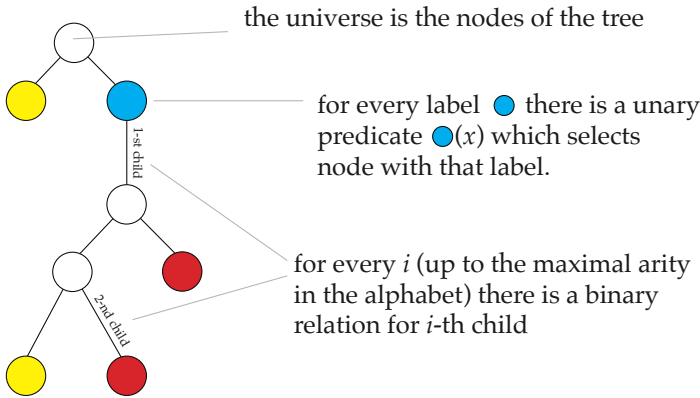 the universe is the nodes of the tree
for every label there is a unary
predicate (x) which selects
node with that label.
1-st child
for every i (up to the maximal arity
in the alphabet) there is a binary
relation for i-th child
2-nd child